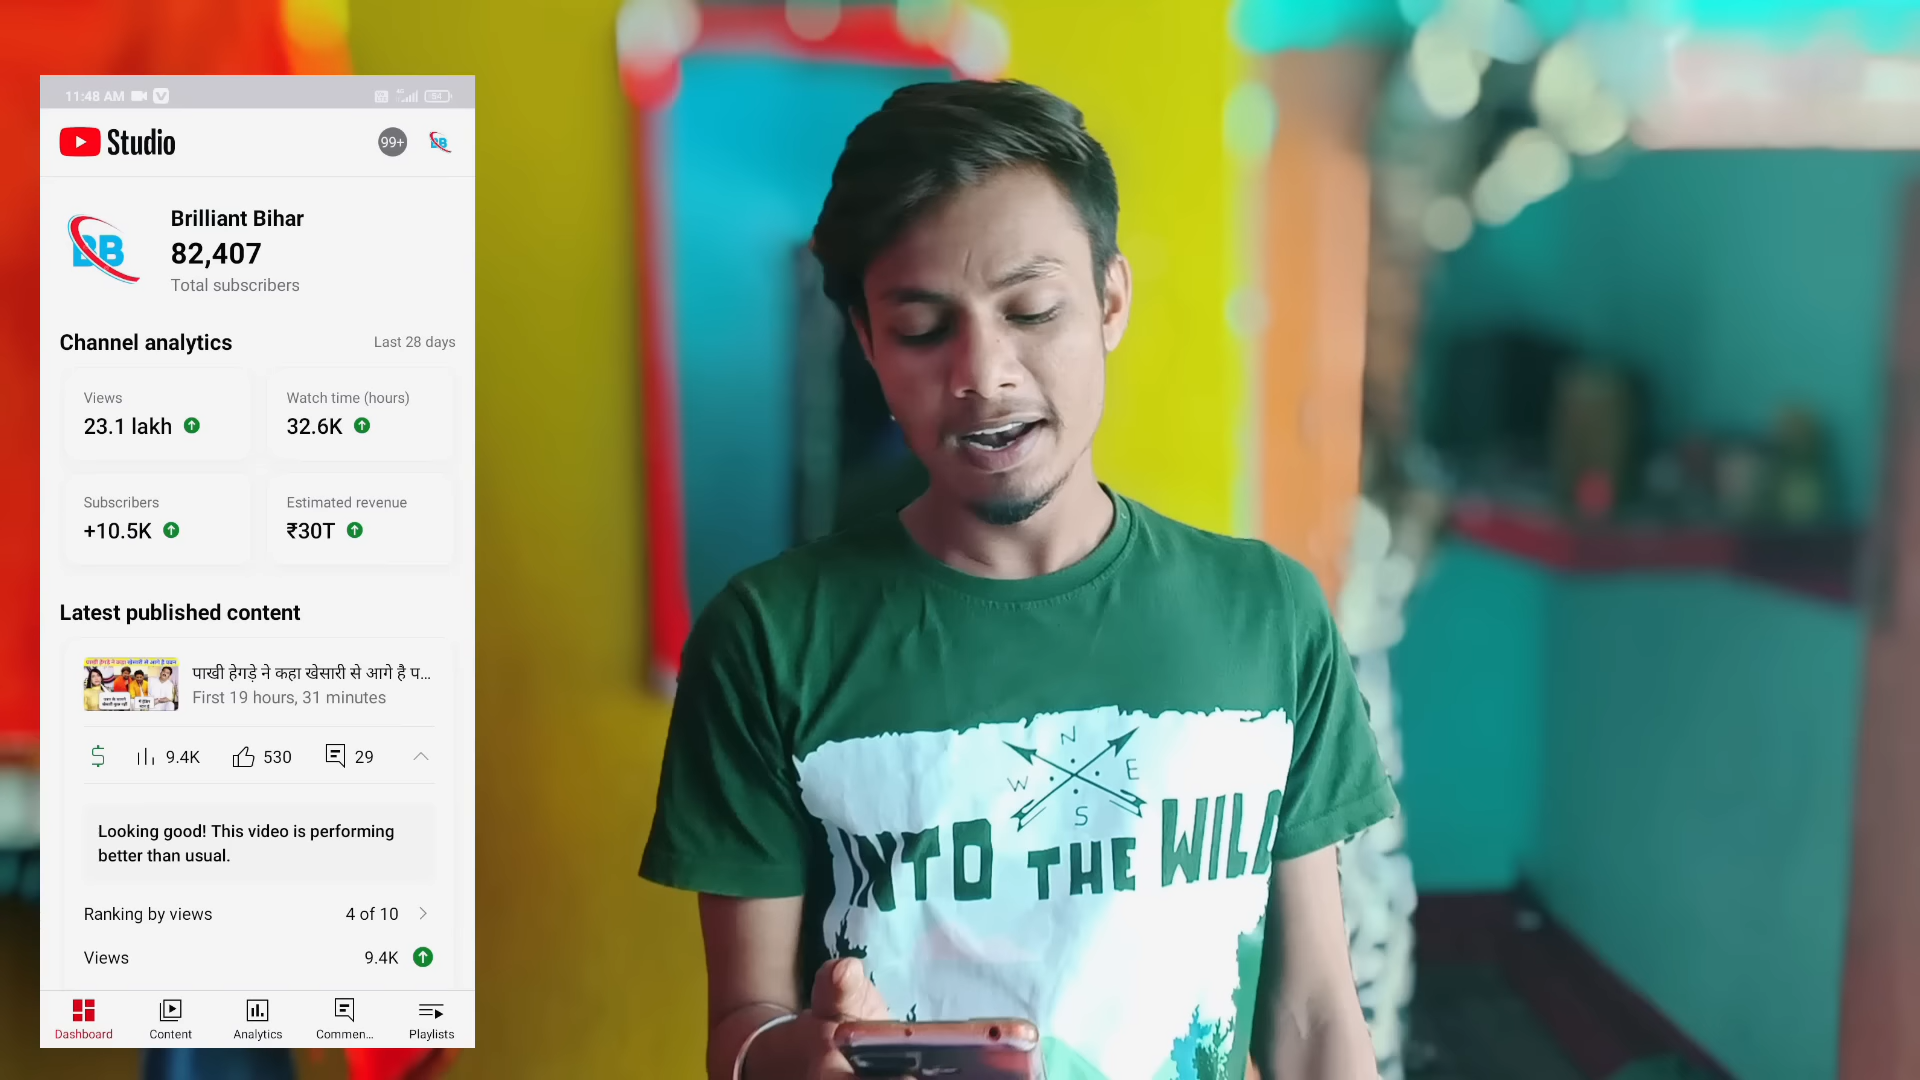 11:48 AM
Studio
99+
BB
BB
Brilliant Bihar
82,407
Total subscribers
Channel analytics
Last 28 days
Views
Watch time (hours)
23.1 lakh
32.6K
Subscribers
Estimated revenue
+10.5K
₹30T
Latest published content
पाखी हेगड़े ने कहा खेसारी से आगे है प...
First 19 hours, 31 minutes
9.4K
530
29
Looking good! This video is performing
better than usual.
Ranking by views
4 of 10
Views
9.4K
Dashboard
Content
Analytics
Commen...
Playlists
N
W
E
S
INTO THE WILD